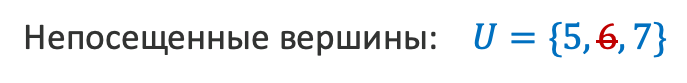 Непосещенные вершины: U = {5, 6, 7}